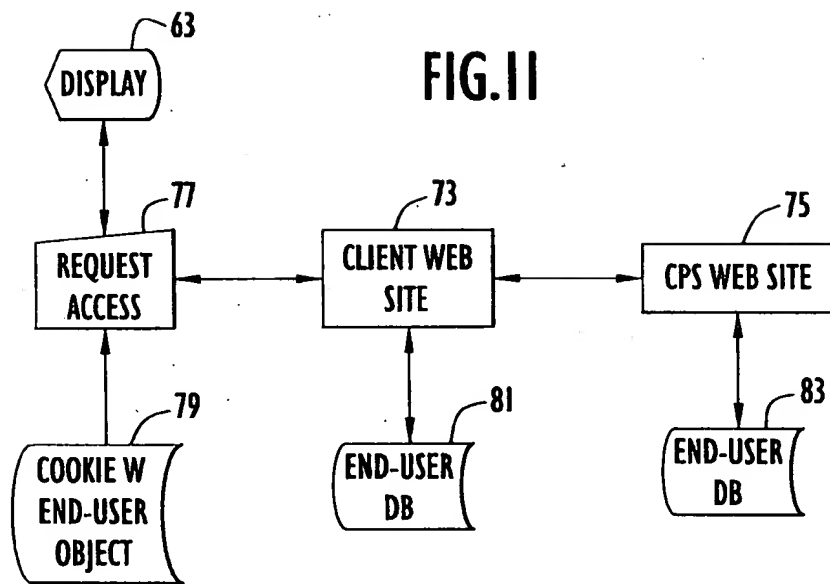 63
DISPLAY
FIG.11
77
REQUEST
ACCESS
73
CLIENT WEB
SITE
75
CPS WEB SITE
79
COOKIE W
END-USER
OBJECT
81
END-USER
DB
83
END-USER
DB